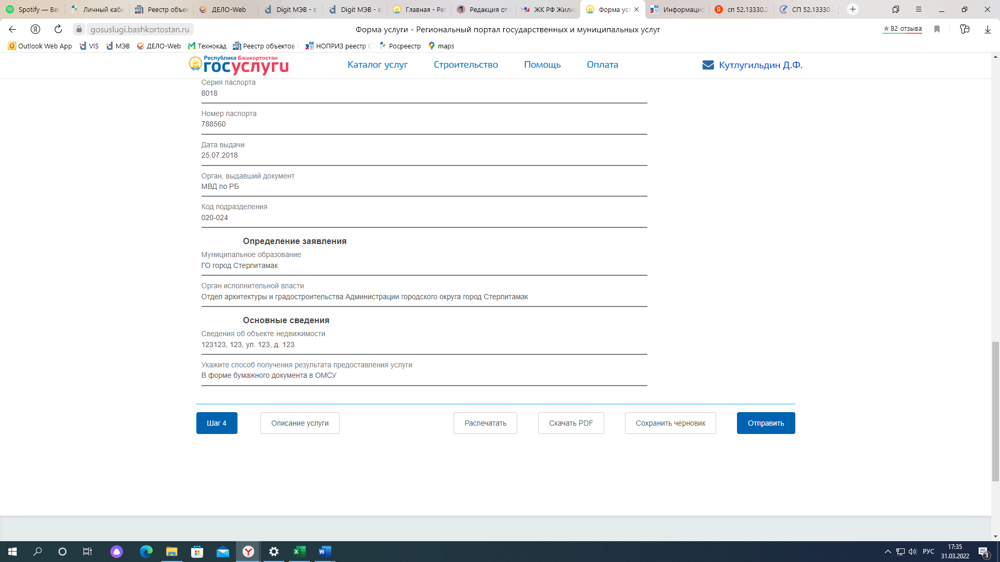 Spotify — Веб
Личный каби
Реестр объек
ДЕЛО-Web
Digit МЭВ - в
Digit МЭВ - в
Главная - Рег
Редакция от
ЖК РФ Жилищ
Форма усл
Информацис
сп 52.13330.2
СП 52.13330.2
gosuslugi.bashkortostan.ru
Форма услуги - Региональный портал государственных и муниципальных услуг
★ 82 отзыва
Outlook Web App
VIS
МЭВ
ДЕЛО-Web
Технокад
Реестр объектов
НОПРИЗ реестр С
Росреестр
maps
Республика Башкортостан
госуслуги
Каталог услуг
Строительство
Помощь
Оплата
Кутлугильдин Д.Ф.
Серия паспорта
8018
Номер паспорта
788560
Дата выдачи
25.07.2018
Орган, выдавший документ
МВД по РБ
Код подразделения
020-024
Определение заявления
Муниципальное образование
ГО город Стерлитамак
Орган исполнительной власти
Отдел архитектуры и градостроительства Администрации городского округа город Стерлитамак
Основные сведения
Сведения об объекте недвижимости
123123, 123, ул. 123, д. 123
Укажите способ получения результата предоставления услуги
В форме бумажного документа в ОМСУ
Шаг 4
Описание услуги
Распечатать
Скачать PDF
Сохранить черновик
Отправить
РУС
17:35
31.03.2022
3